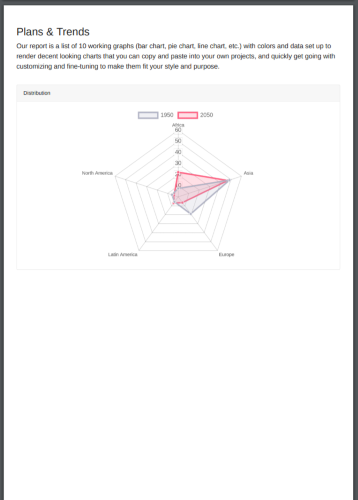 Plans & Trends
Our report is a list of 10 working graphs (bar chart, pie chart, line chart, etc.) with colors and data set up to
render decent looking charts that you can copy and paste into your own projects, and quickly get going with
customizing and fine-tuning to make them fit your style and purpose.
Distribution
1950 2050
Africa
60
50
40
30
20
10
North America
Asia
Latin America
Europe